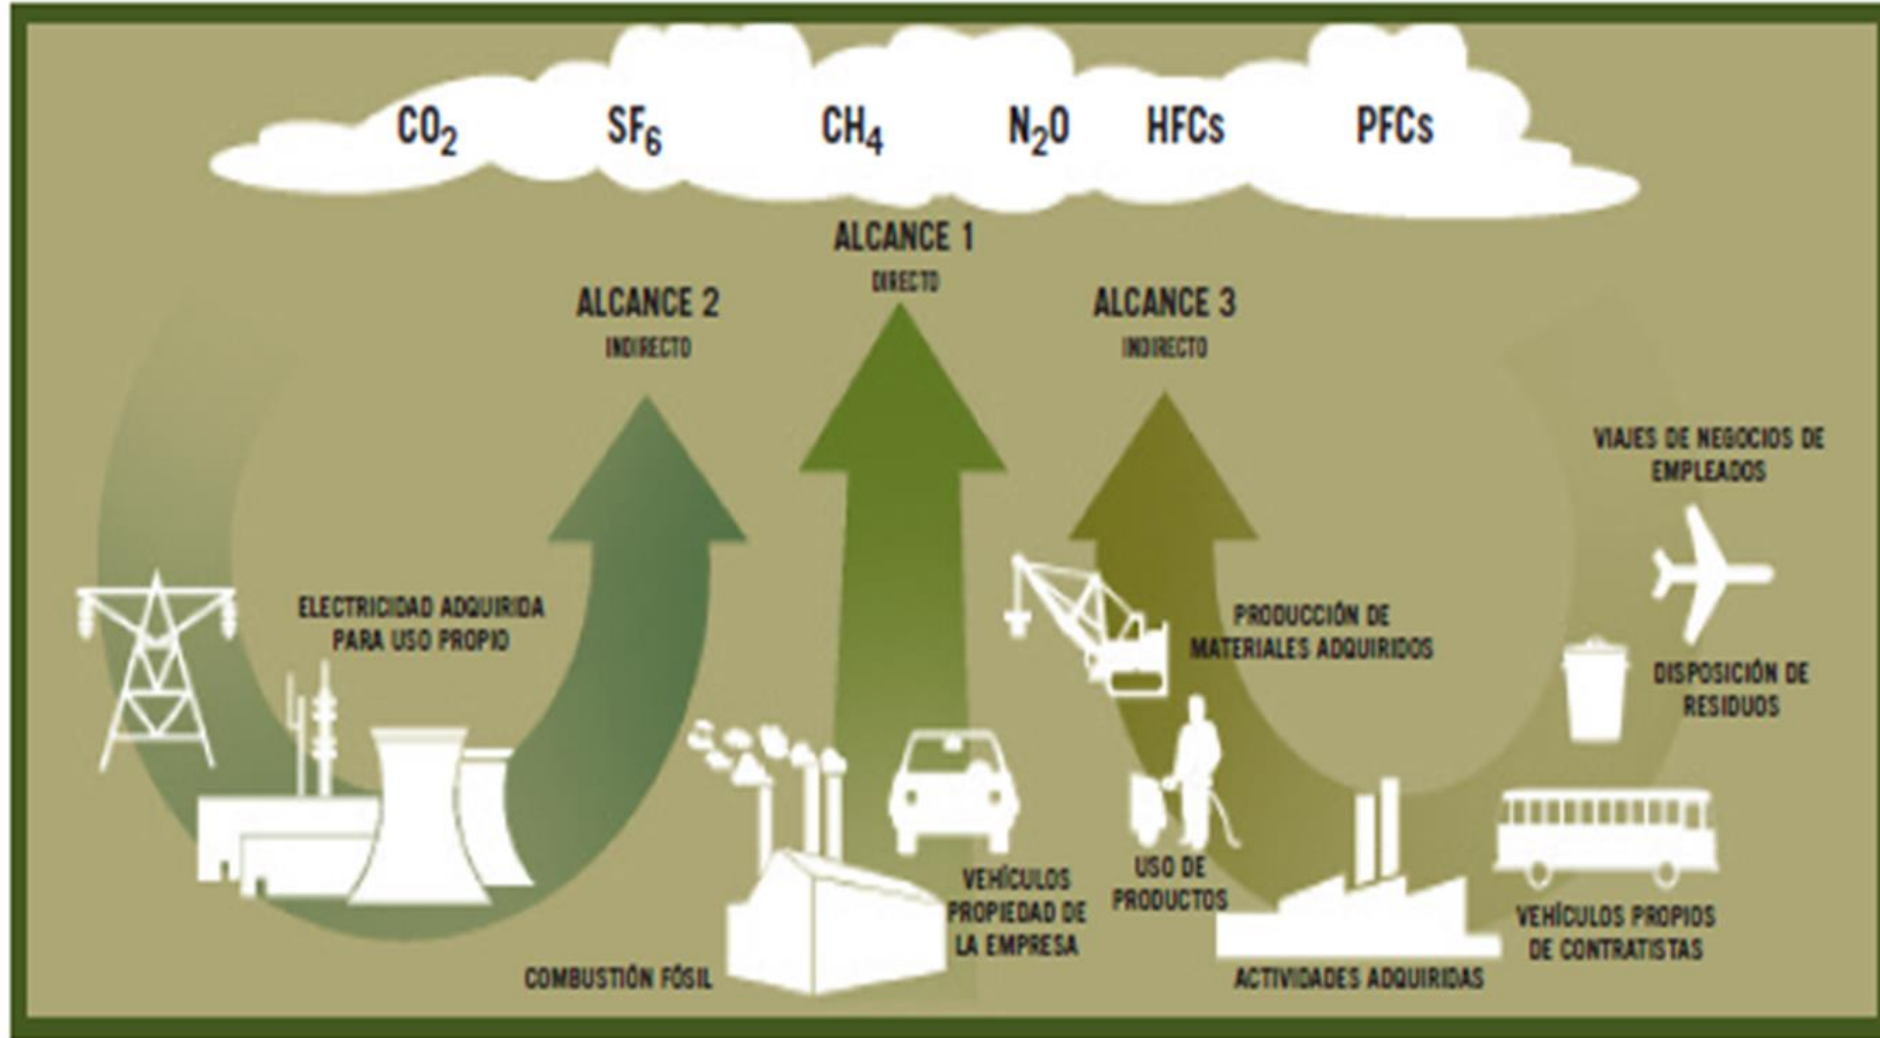 CO₂ SF₆ CH₄ N₂O HFCs PFCs
ALCANCE 1
DIRECTO
ALCANCE 2
INDIRECTO
ALCANCE 3
INDIRECTO
ELECTRICIDAD ADQUIRIDA
PARA USO PROPIO
COMBUSTIÓN FÓSIL
VEHÍCULOS
PROPIEDAD DE
LA EMPRESA
PRODUCCIÓN DE
MATERIALES ADQUIRIDOS
USO DE
PRODUCTOS
ACTIVIDADES ADQUIRIDAS
VIAJES DE NEGOCIOS DE
EMPLEADOS
DISPOSICIÓN DE
RESIDUOS
VEHÍCULOS PROPIOS
DE CONTRATISTAS